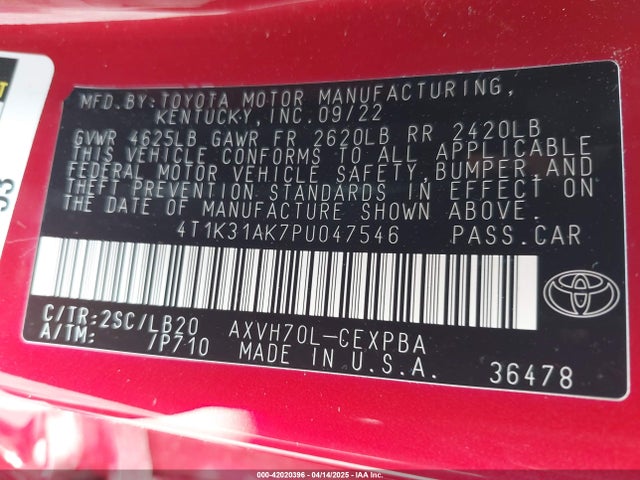 MFD.BY:TOYOTA MOTOR MANUFACTURING,
KENTUCKY,INC.09/22
GVWR 4625LB GAWR FR 2620LB RR 2420LB
THIS VEHICLE CONFORMS TO ALL APPLICABLE
FEDERAL MOTOR VEHICLE SAFETY,BUMPER,AND
THEFT PREVENTION STANDARDS IN EFFECT ON
THE DATE OF MANUFACTURE SHOWN ABOVE.
4T1K31AK7PU047546 PASS.CAR
C/TR:2SC/LB20 AXVH70L-CEXPBA
A/TM: /P710 MADE IN U.S.A.
36478
TOYOTA
000-42020396 - 04/14/2025 - IAAI.COM